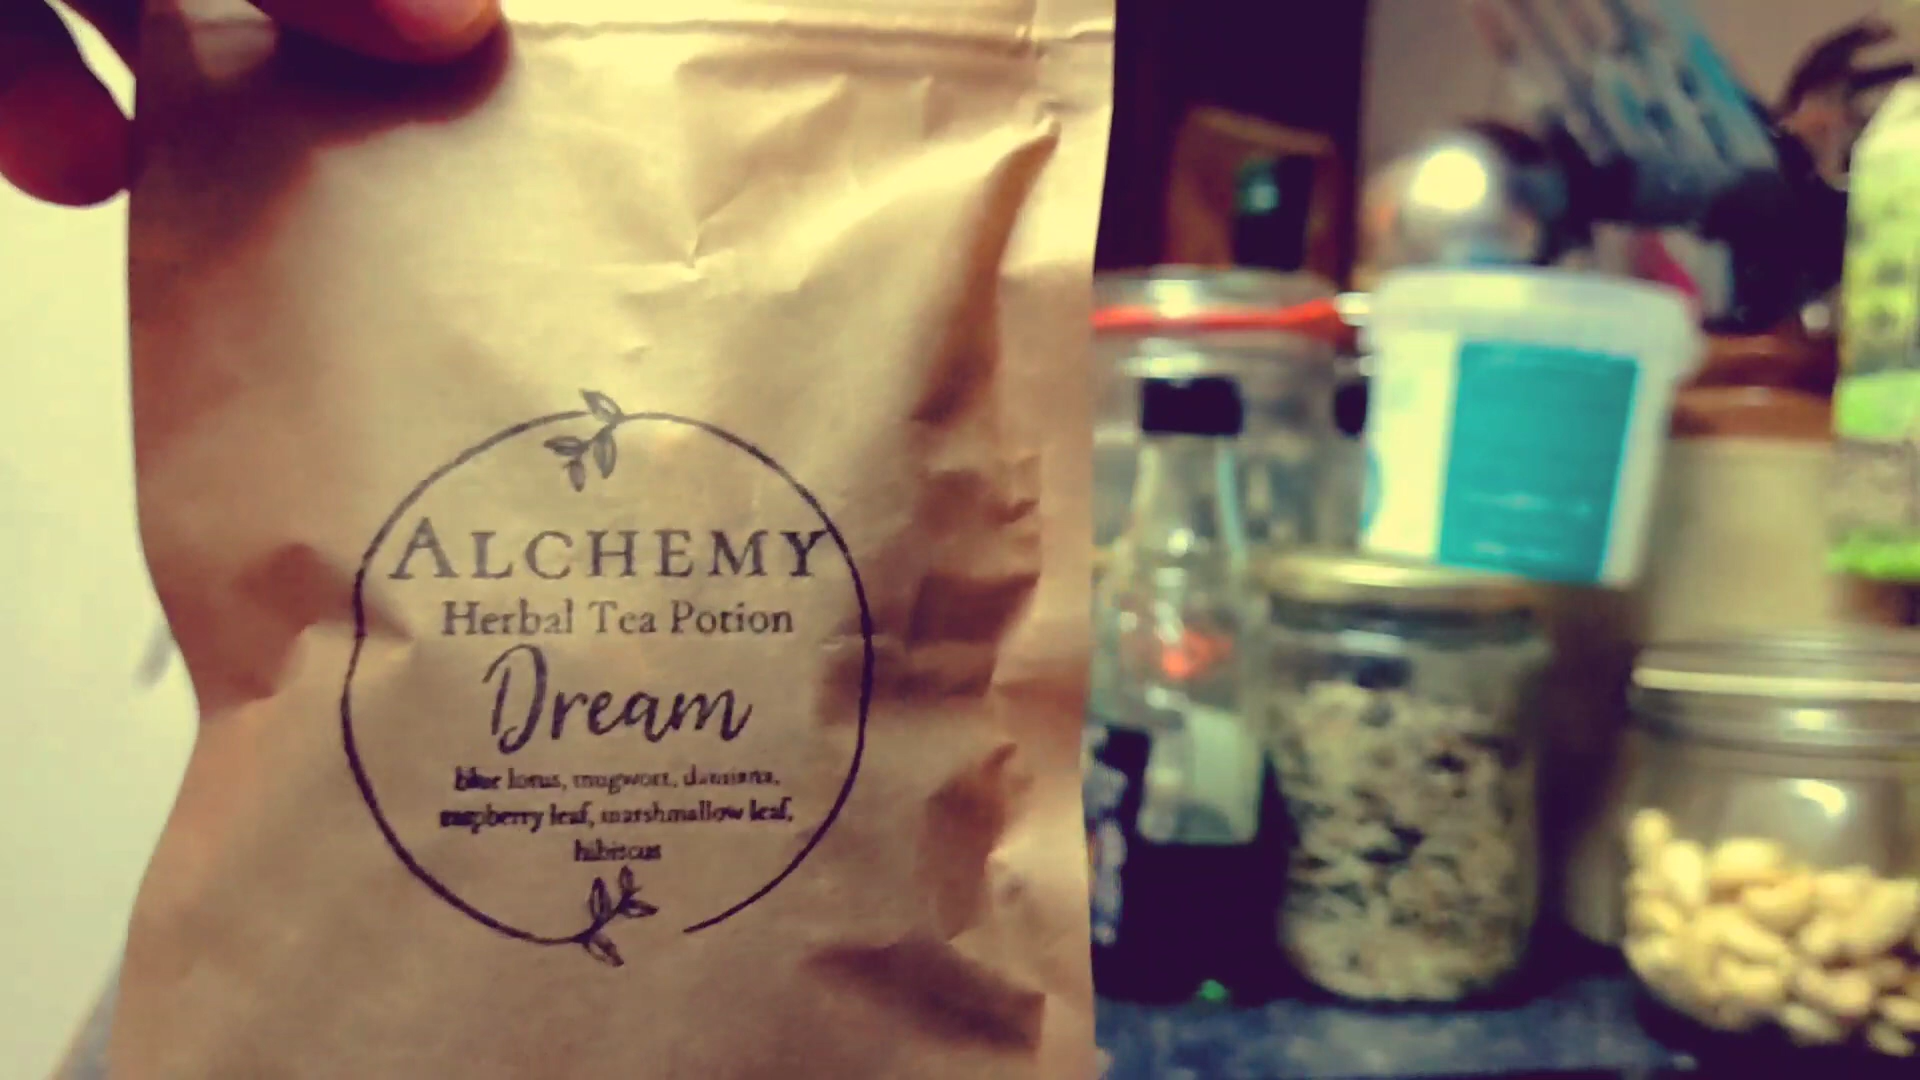 ALCHEMY
Herbal Tea Potion
Dream
blue lotus, mugwort, damiana,
raspberry leaf, marshmallow leaf,
hibiscus